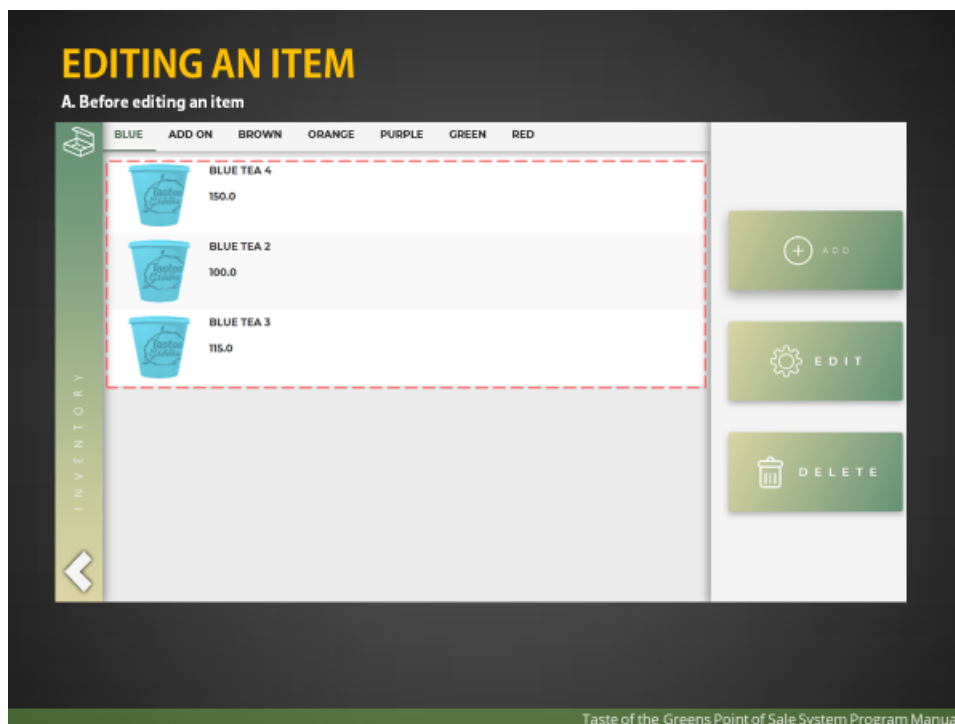 EDITING AN ITEM
A. Before editing an item
BLUE ADD ON BROWN ORANGE PURPLE GREEN RED
BLUE TEA 4
150.0
BLUE TEA 2
100.0
BLUE TEA 3
115.0
INVENTORY
ADD
EDIT
DELETE
Taste of the Greens Point of Sale System Program Manua